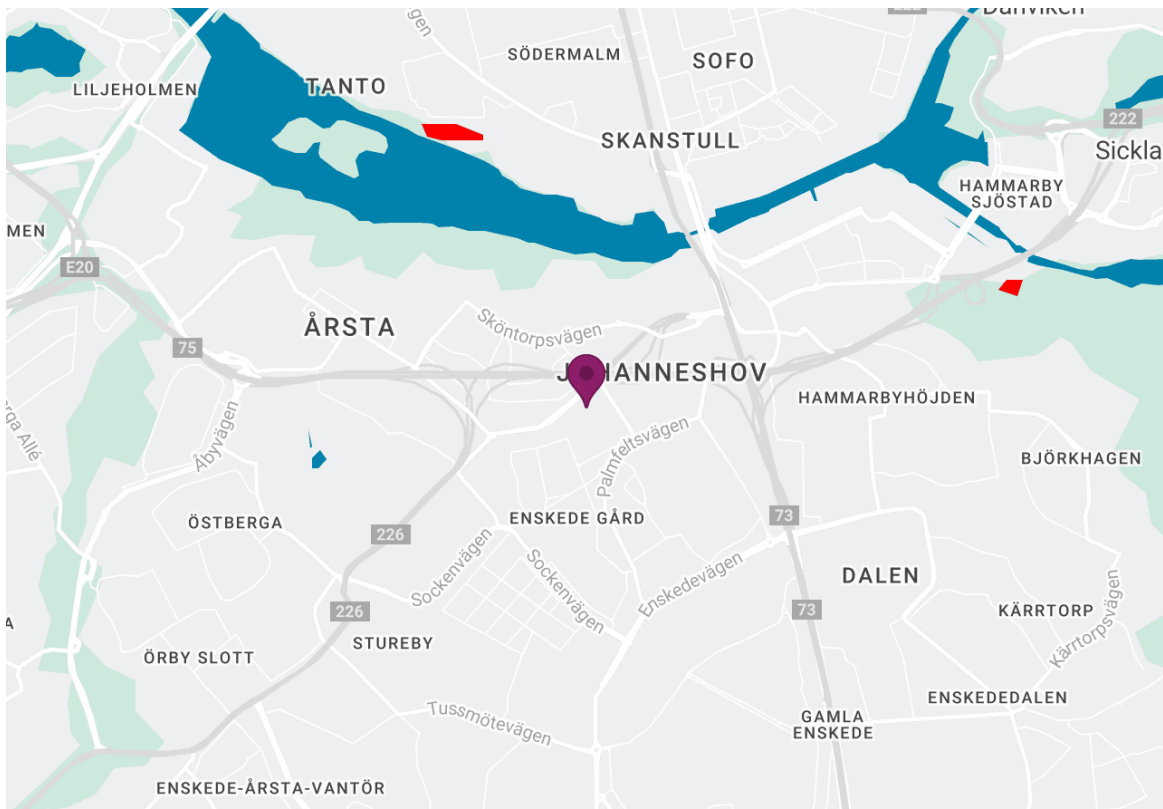 Danviken
SÖDERMALM
SOFO
LILJEHOLMEN
TANTO
222
SKANSTULL
Sickla
HAMMARBY
SJÖSTAD
MEN
E20
Sköntorpsvägen
ÅRSTA
75
JOHANNESHOV
HAMMARBYHÖJDEN
Åbyvägen
Palmfeltsvägen
BJÖRKHAGEN
ÖSTBERGA
ENSKEDE GÅRD
73
226
Sockenvägen
Sockenvägen
Enskedevägen
DALEN
226
73
KÄRRTORP
Kärrtorpsvägen
STUREBY
ÖRBY SLOTT
ENSKEDEDALEN
Tussmötevägen
GAMLA
ENSKEDE
ENSKEDE-ÅRSTA-VANTÖR